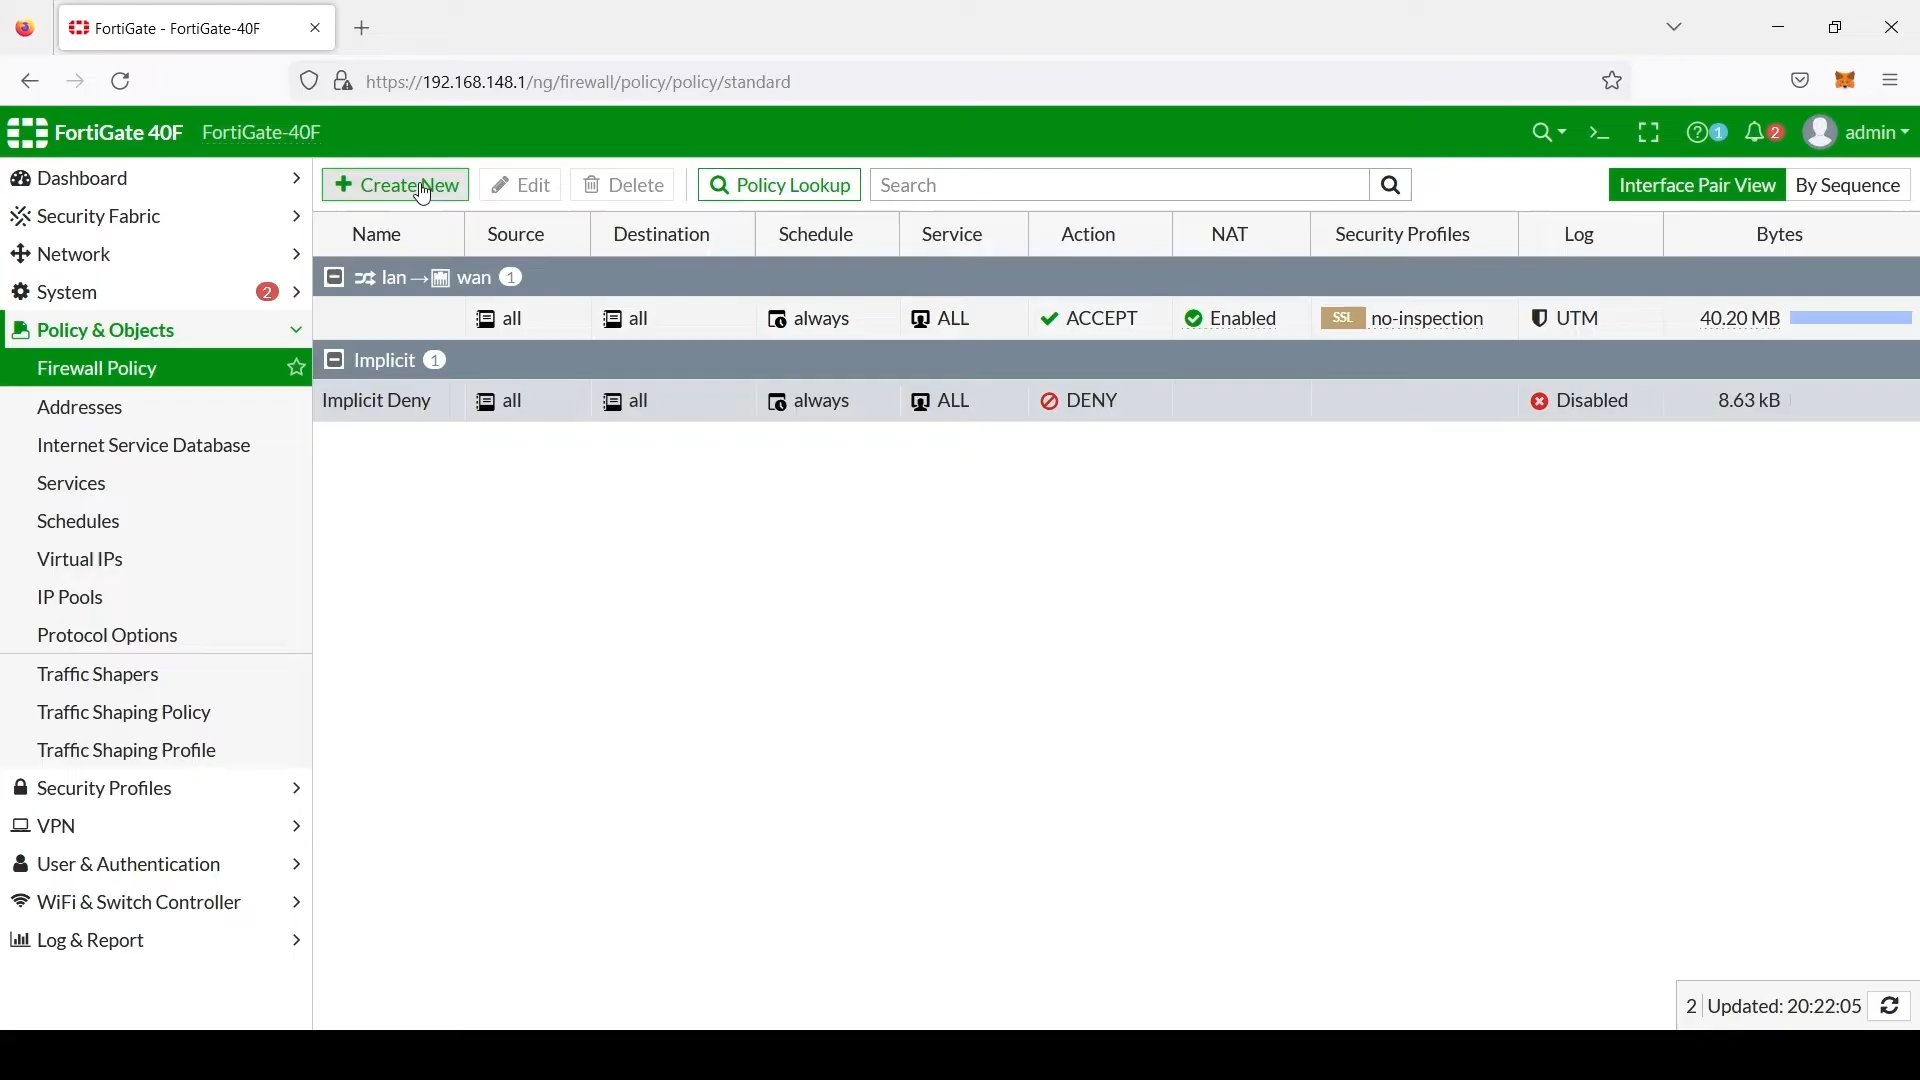 FortiGate - FortiGate-40F
https://192.168.148.1/ng/firewall/policy/policy/standard
FortiGate 40F FortiGate-40F 1 2 admin
Dashboard
Security Fabric
Network
System 2
Policy & Objects
Firewall Policy
Addresses
Internet Service Database
Services
Schedules
Virtual IPs
IP Pools
Protocol Options
Traffic Shapers
Traffic Shaping Policy
Traffic Shaping Profile
Security Profiles
VPN
User & Authentication
WiFi & Switch Controller
Log & Report
Create New Edit Delete Policy Lookup Search Interface Pair View By Sequence
Name Source Destination Schedule Service Action NAT Security Profiles Log Bytes
lan → wan 1
all all always ALL ACCEPT Enabled SSL no-inspection UTM 40.20 MB
Implicit 1
Implicit Deny all all always ALL DENY Disabled 8.63 kB
2 Updated: 20:22:05